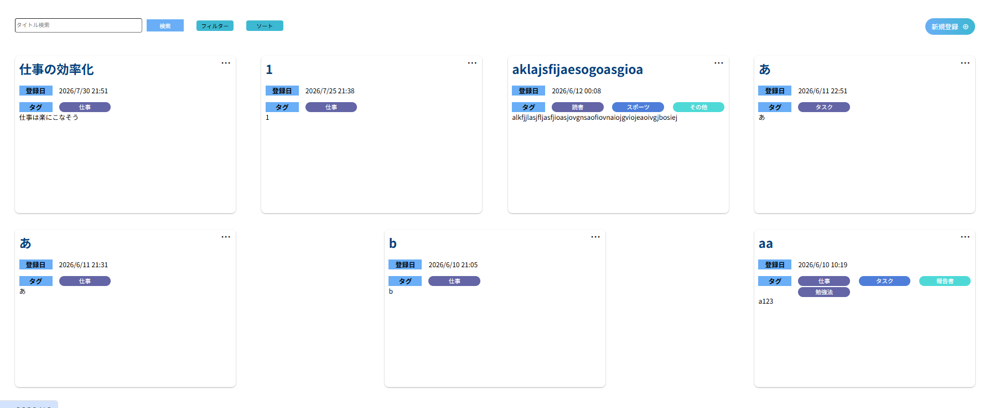 タイトル検索 検索 フィルター ソート 新規登録 ⊕
仕事の効率化 …
登録日 2026/7/30 21:51
タグ 仕事
仕事は楽にこなそう
1 …
登録日 2026/7/25 21:38
タグ 仕事
1
aklajsfijaesogoasgioa …
登録日 2026/6/12 00:08
タグ 読書 スポーツ その他
alkfjjlasjfljasfjioasjovgnsaofiovnaiojgviojeaoivgjbosiej
あ …
登録日 2026/6/11 22:51
タグ タスク
あ
あ …
登録日 2026/6/11 21:31
タグ 仕事
あ
b …
登録日 2026/6/10 21:05
タグ 仕事
b
aa …
登録日 2026/6/10 10:19
タグ 仕事 タスク 報告書
勉強法
a123